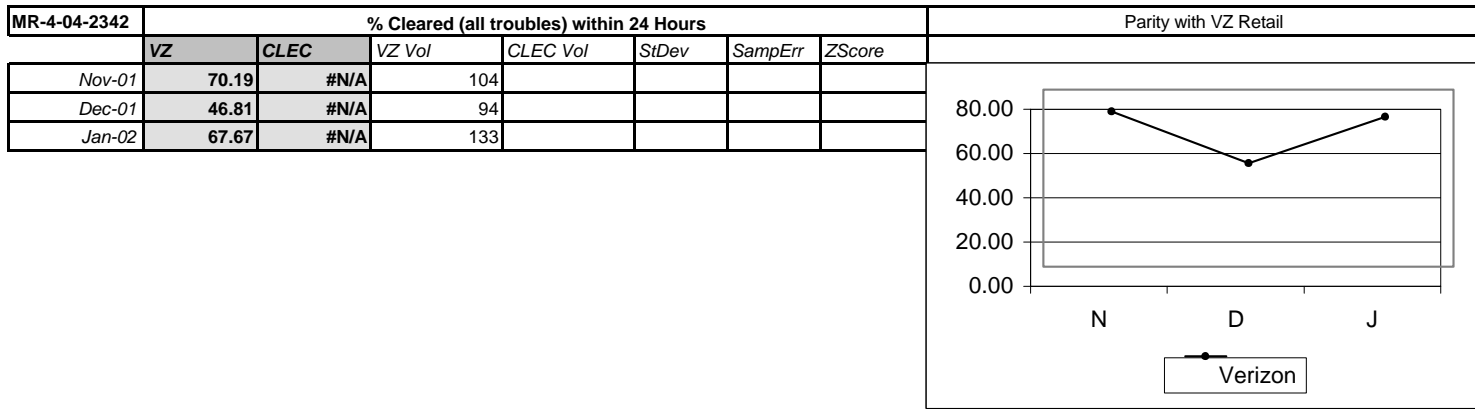 MR-4-04-2342 % Cleared (all troubles) within 24 Hours Parity with VZ Retail
VZ CLEC VZ Vol CLEC Vol StDev SampErr ZScore
Nov-01 70.19 #N/A 104
Dec-01 46.81 #N/A 94
Jan-02 67.67 #N/A 133
80.00
60.00
40.00
20.00
0.00
N D J
Verizon